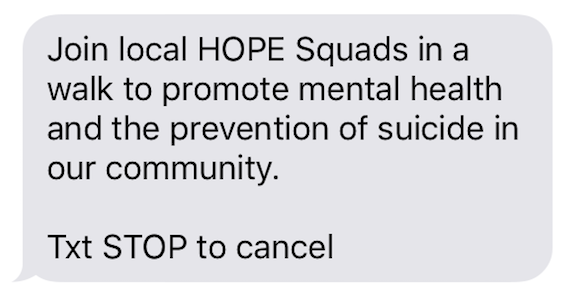 Join local HOPE Squads in a
walk to promote mental health
and the prevention of suicide in
our community.
Txt STOP to cancel